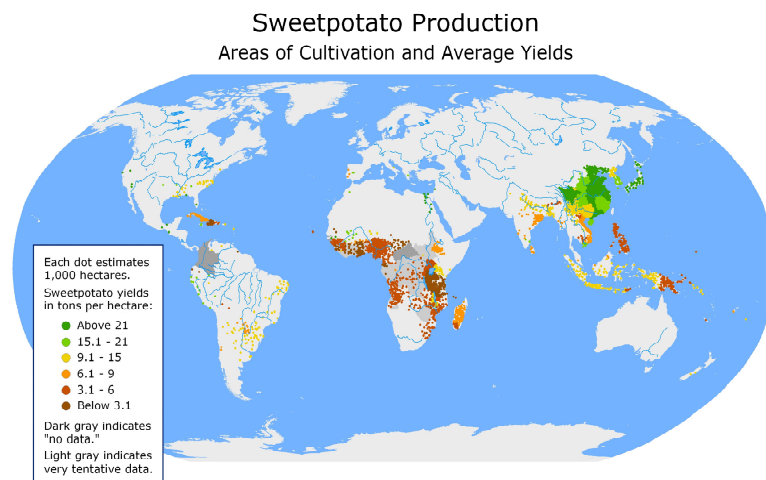 Sweetpotato Production
Areas of Cultivation and Average Yields
Each dot estimates
1,000 hectares.
Sweetpotato yields
in tons per hectare:
Above 21
15.1 - 21
9.1 - 15
6.1 - 9
3.1 - 6
Below 3.1
Dark gray indicates
"no data."
Light gray indicates
very tentative data.